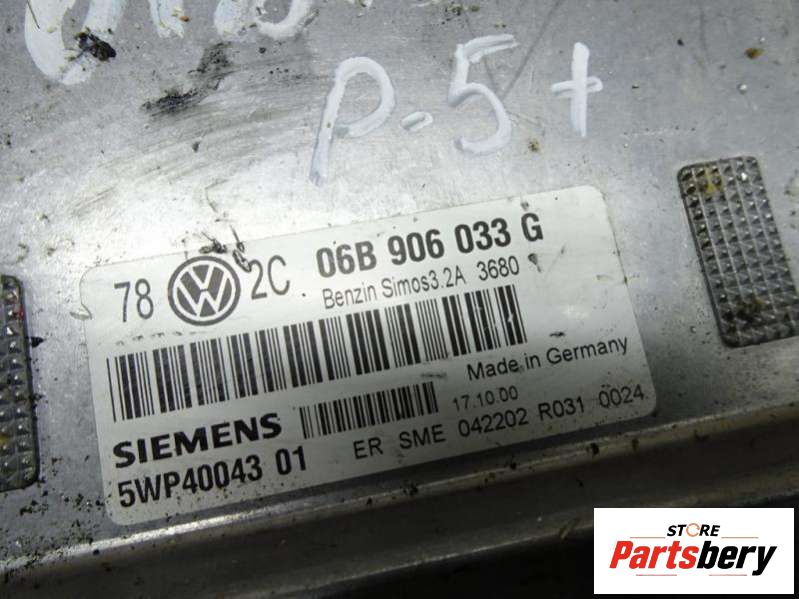 P-5+
78 VW 2C 06B 906 033 G
Benzin Simos3.2A 3680
Made in Germany
17.10.00
SIEMENS
ER SME 042202 R031 0024
5WP40043 01
STORE
Partsbery